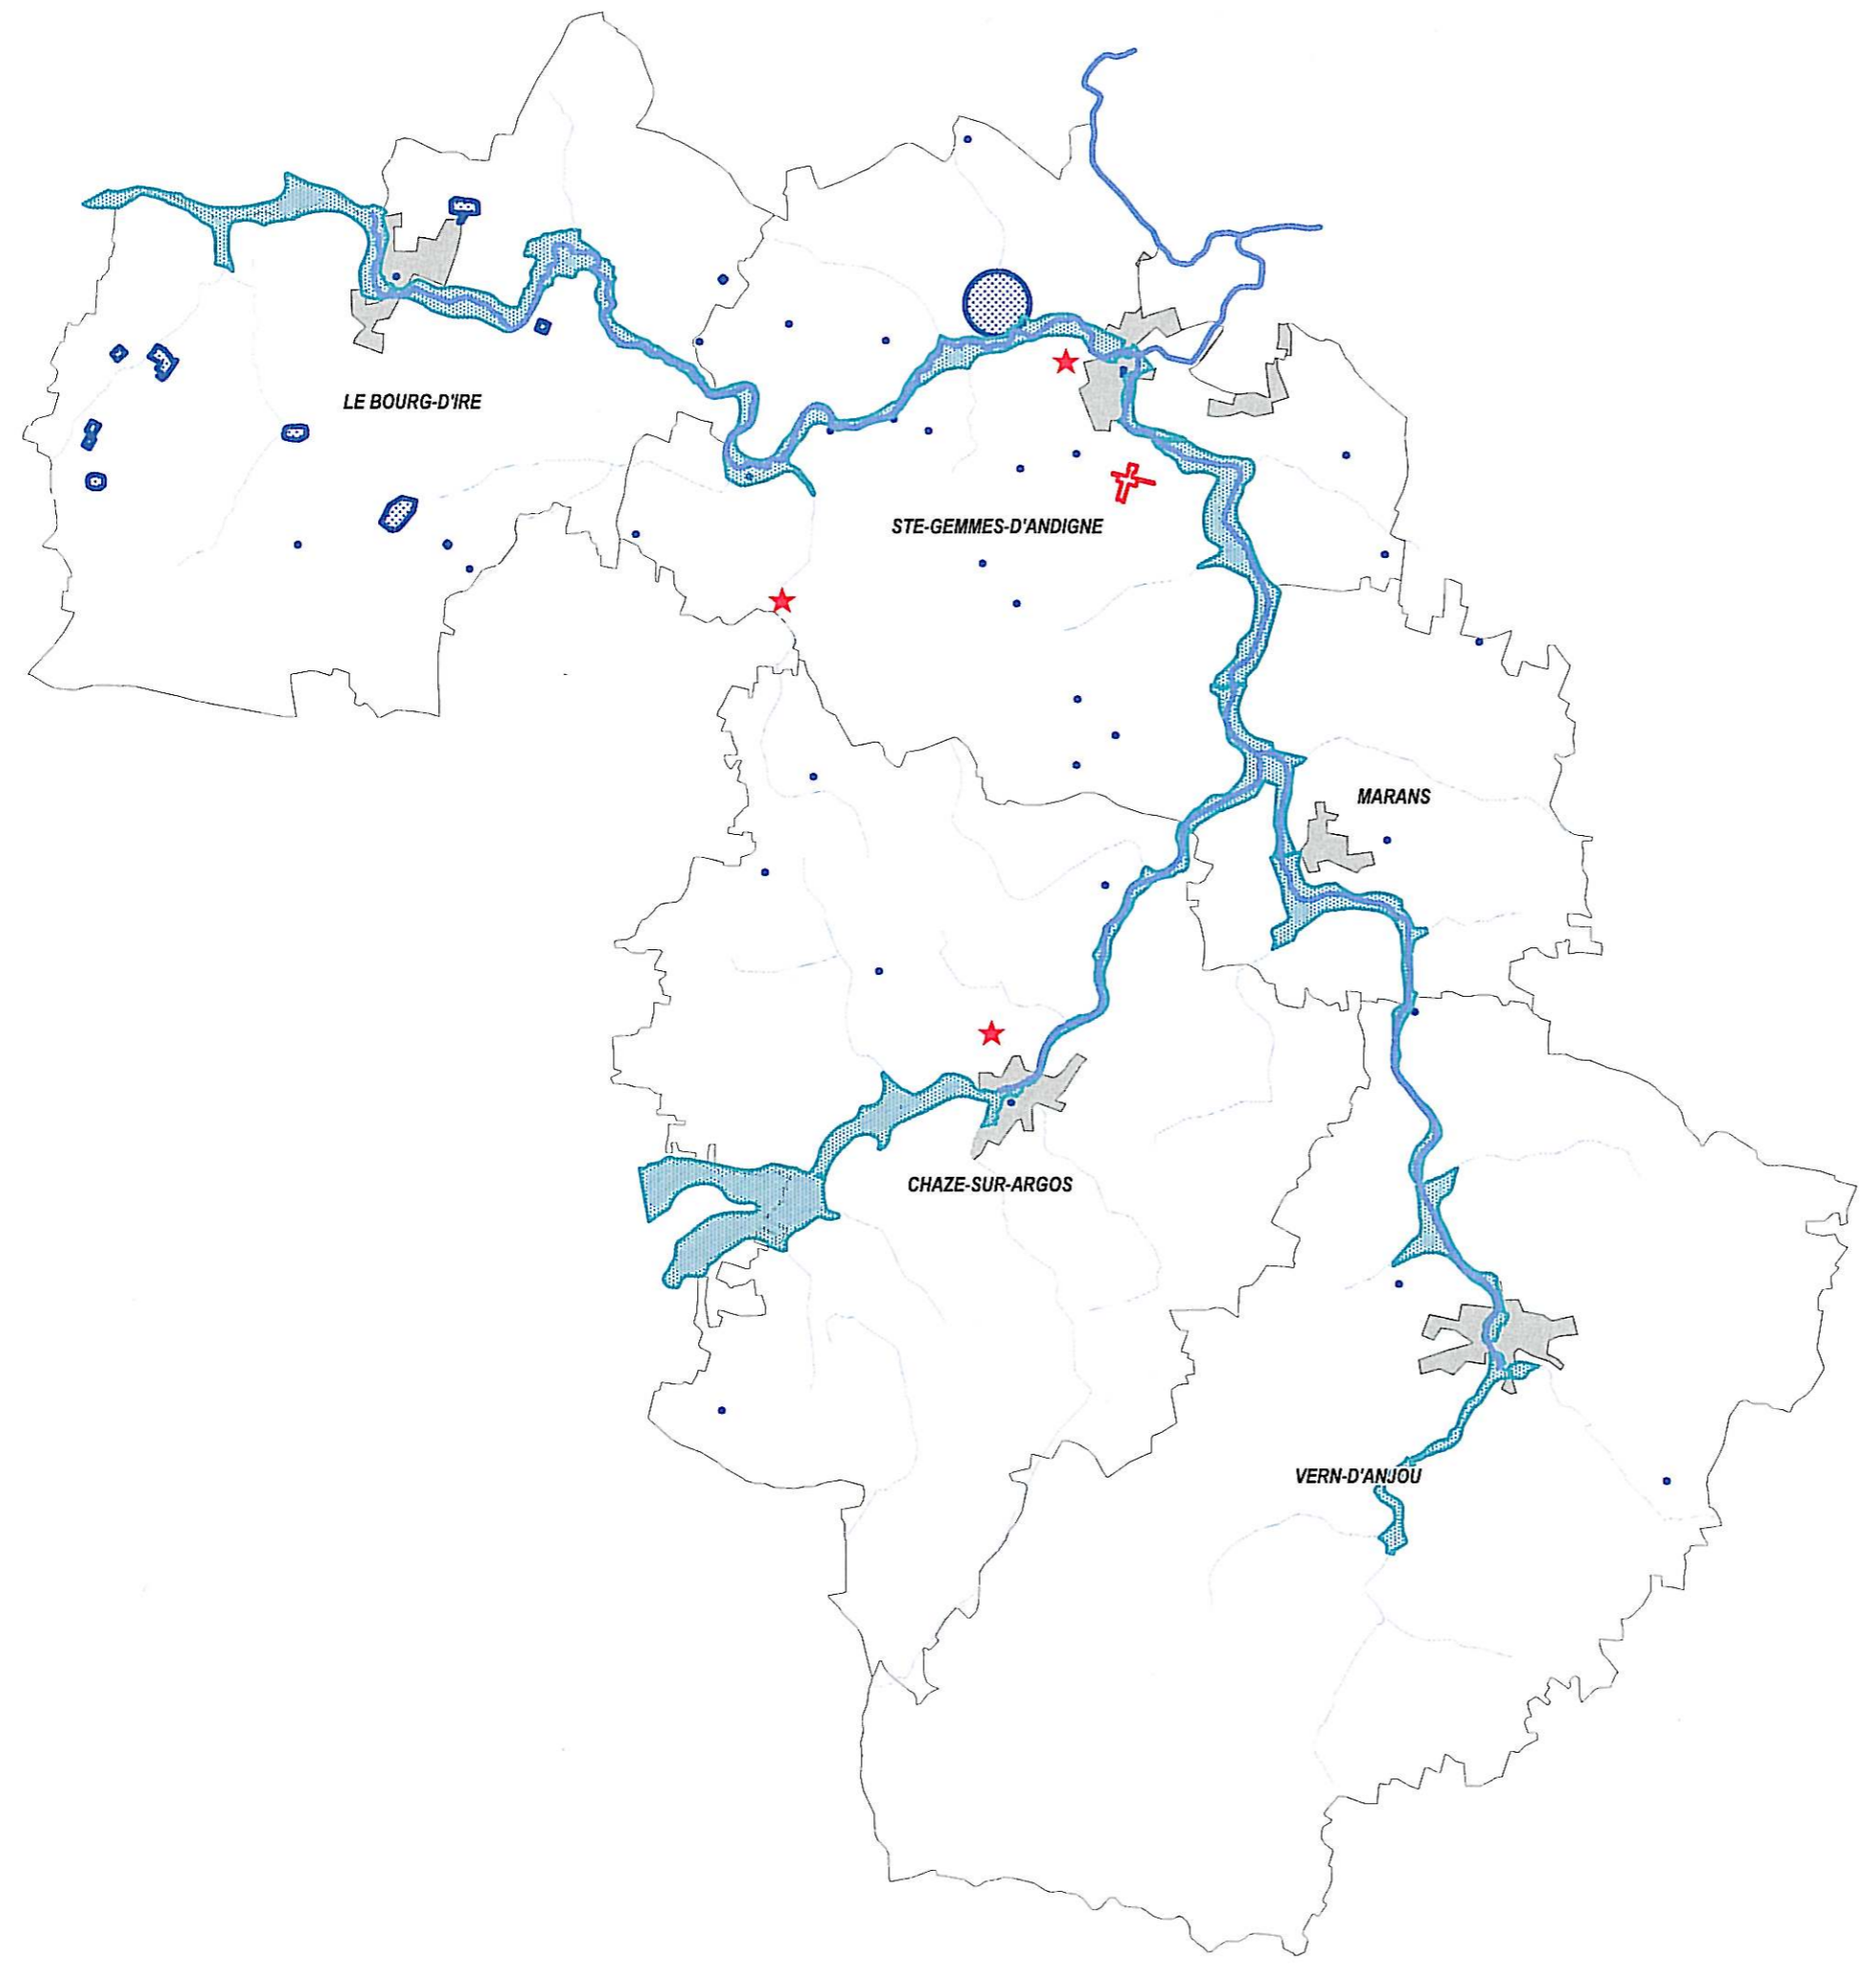 LE BOURG-D'IRE
STE-GEMMES-D'ANDIGNE
MARANS
CHAZE-SUR-ARGOS
VERN-D'ANJOU